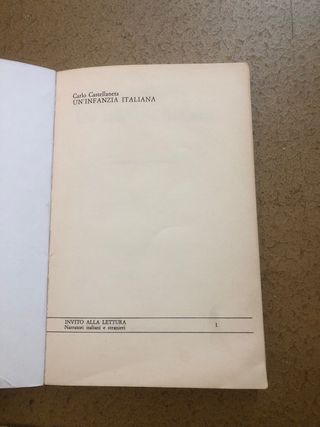 Carlo Castellaneta
UN'INFANZIA ITALIANA
INVITO ALLA LETTURA
Narratori italiani e stranieri
1